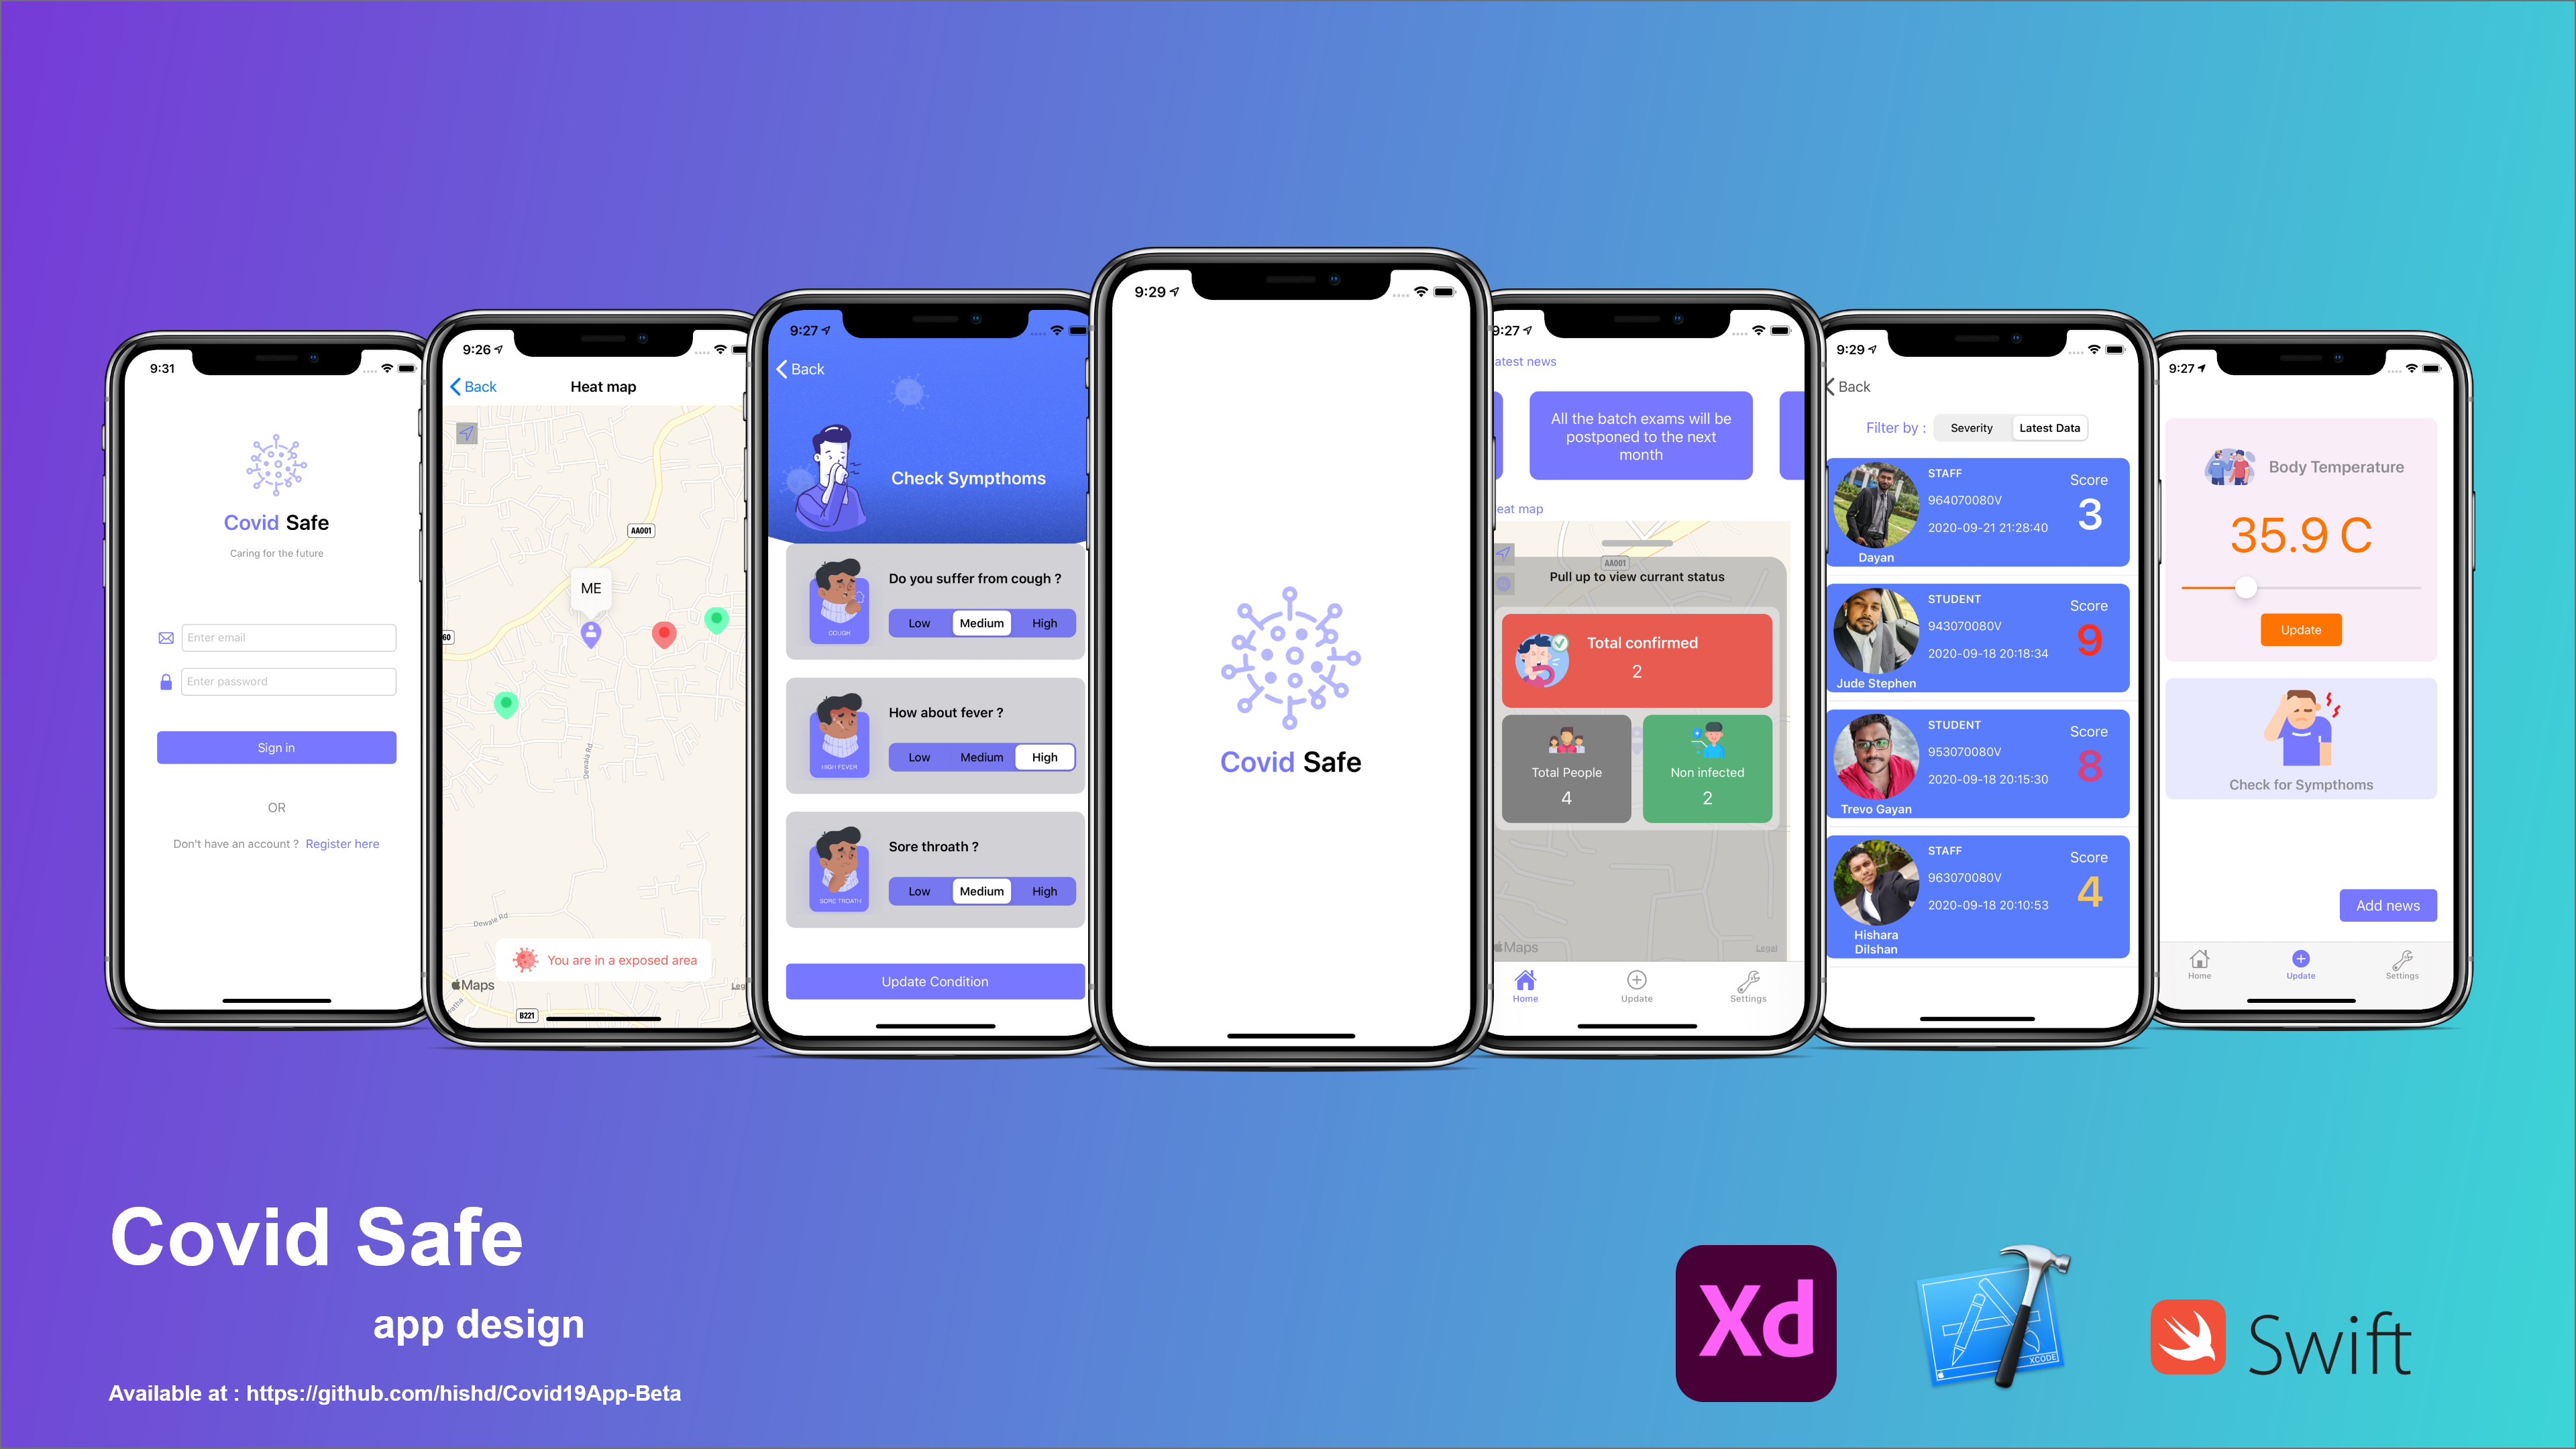 9:31
Covid Safe
Caring for the future
Enter email
Enter password
Sign in
OR
Don't have an account ? Register here
9:26
Back
Heat map
AA001
ME
60
Dewala Rd
Dewale Rd
You are in a exposed area
Maps
Leg
B221
9:27
Back
Check Sympthoms
COUGH
Do you suffer from cough ?
Low Medium High
HIGH FEVER
How about fever ?
Low Medium High
SORE TROATH
Sore throath ?
Low Medium High
Update Condition
9:29
Covid Safe
9:27
atest news
All the batch exams will be
postponed to the next
month
eat map
AA001
Pull up to view currant status
Total confirmed
2
Total People
4
Non infected
2
Maps
Legal
Home
Update
Settings
9:29
Back
Filter by : Severity Latest Data
STAFF
964070080V
2020-09-21 21:28:40
Dayan
Score
3
STUDENT
943070080V
2020-09-18 20:18:34
Jude Stephen
Score
9
STUDENT
953070080V
2020-09-18 20:15:30
Trevo Gayan
Score
8
STAFF
963070080V
2020-09-18 20:10:53
Hishara
Dilshan
Score
4
9:27
Body Temperature
35.9 C
Update
Check for Sympthoms
Add news
Home
Update
Settings
Covid Safe
app design
Available at : https://github.com/hishd/Covid19App-Beta
Xd
XCODE
Swift